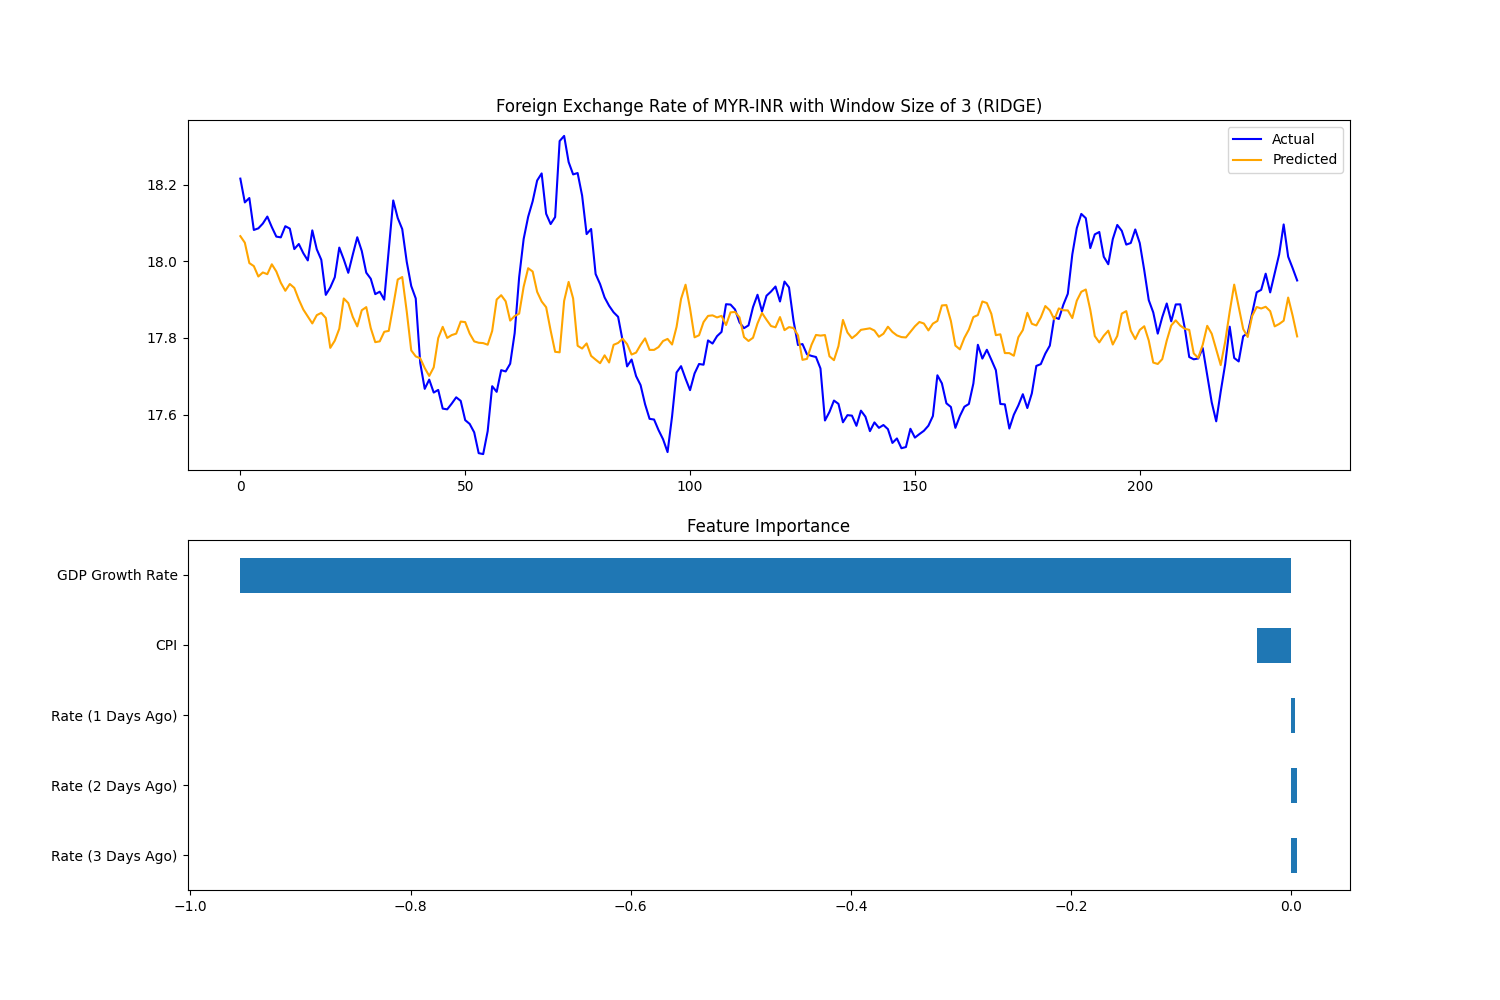 Foreign Exchange Rate of MYR-INR with Window Size of 3 (RIDGE)
Actual
Predicted
18.2
18.0
17.8
17.6
0 50 100 150 200
Feature Importance
GDP Growth Rate
CPI
Rate (1 Days Ago)
Rate (2 Days Ago)
Rate (3 Days Ago)
−1.0 −0.8 −0.6 −0.4 −0.2 0.0